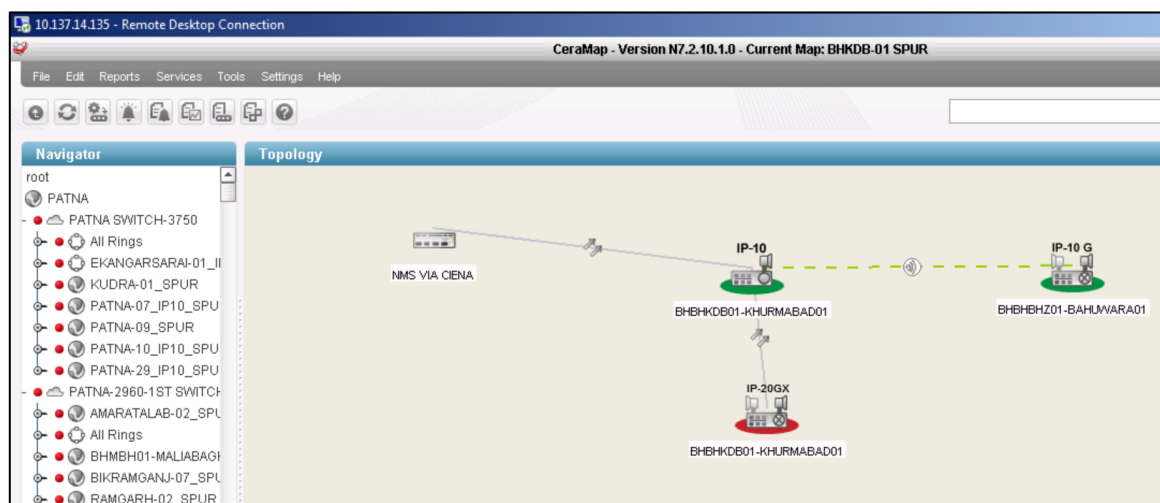 10.137.14.135 - Remote Desktop Connection
CeraMap - Version N7.2.10.1.0 - Current Map: BHKDB-01 SPUR
File Edit Reports Services Tools Settings Help
Navigator
Topology
root
PATNA
PATNA SWITCH-3750
All Rings
EKANGARSARAI-01_II
KUDRA-01_SPUR
PATNA-07_IP10_SPU
PATNA-09_SPUR
PATNA-10_IP10_SPU
PATNA-29_IP10_SPU
PATNA-2960-1ST SWITCH
AMARATALAB-02_SPU
All Rings
BHMBH01-MALIABAGH
BIKRAMGANJ-07_SPU
RAMGARH-02_SPUR
NMS VIA CIENA
IP-10
BHBHKDB01-KHURMABAD01
IP-10 G
BHBHBHZ01-BAHUWARA01
IP-20GX
BHBHKDB01-KHURMABAD01